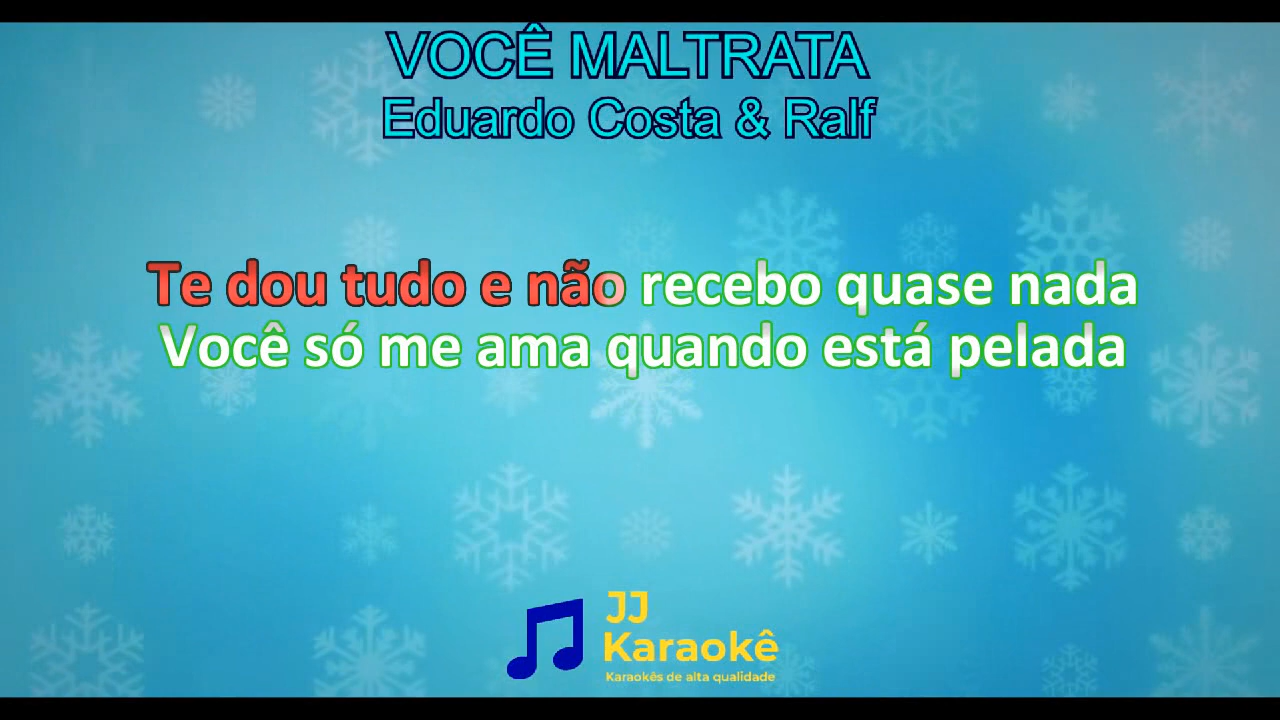 VOCÊ MALTRATA
Eduardo Costa & Ralf
Te dou tudo e não recebo quase nada
Você só me ama quando está pelada
JJ
Karaokê
Karaokês de alta qualidade